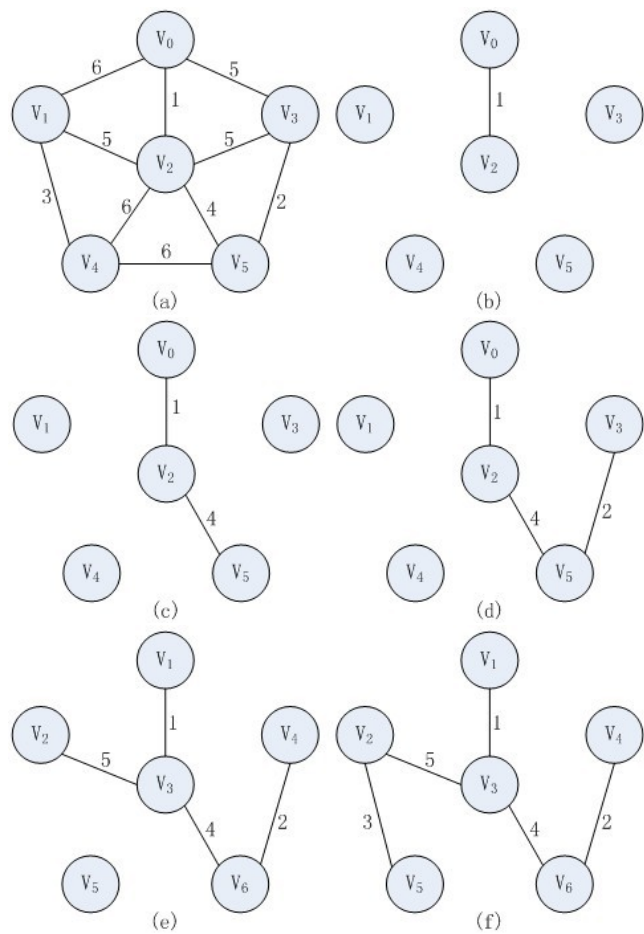 V₀
6 5
V₁ 1 V₃
5 5
V₂
3 6 4 2
V₄ 6 V₅
(a)
V₀
V₁ 1 V₃
V₂
V₄ V₅
(b)
V₀
V₁ 1 V₃
V₂
4
V₄ V₅
(c)
V₀
V₁ 1 V₃
V₂
4 2
V₄ V₅
(d)
V₁
V₂ 1 V₄
5
V₃
4 2
V₅ V₆
(e)
V₁
V₂ 1 V₄
5
V₃
3 4 2
V₅ V₆
(f)